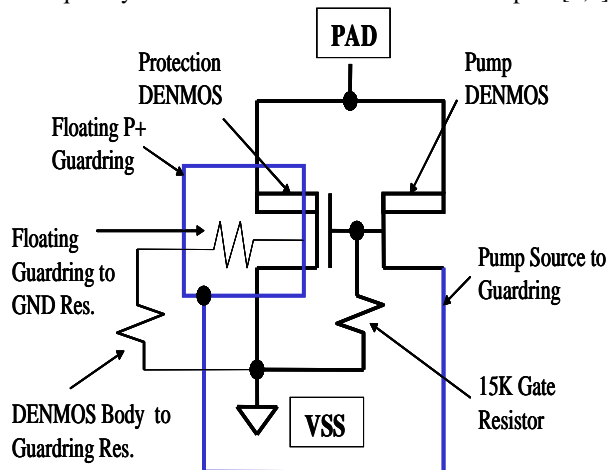 PAD
Protection
DENMOS
Pump
DENMOS
Floating P+
Guardring
Floating
Guardring to
GND Res.
Pump Source to
Guardring
DENMOS Body to
Guardring Res.
VSS
15K Gate
Resistor